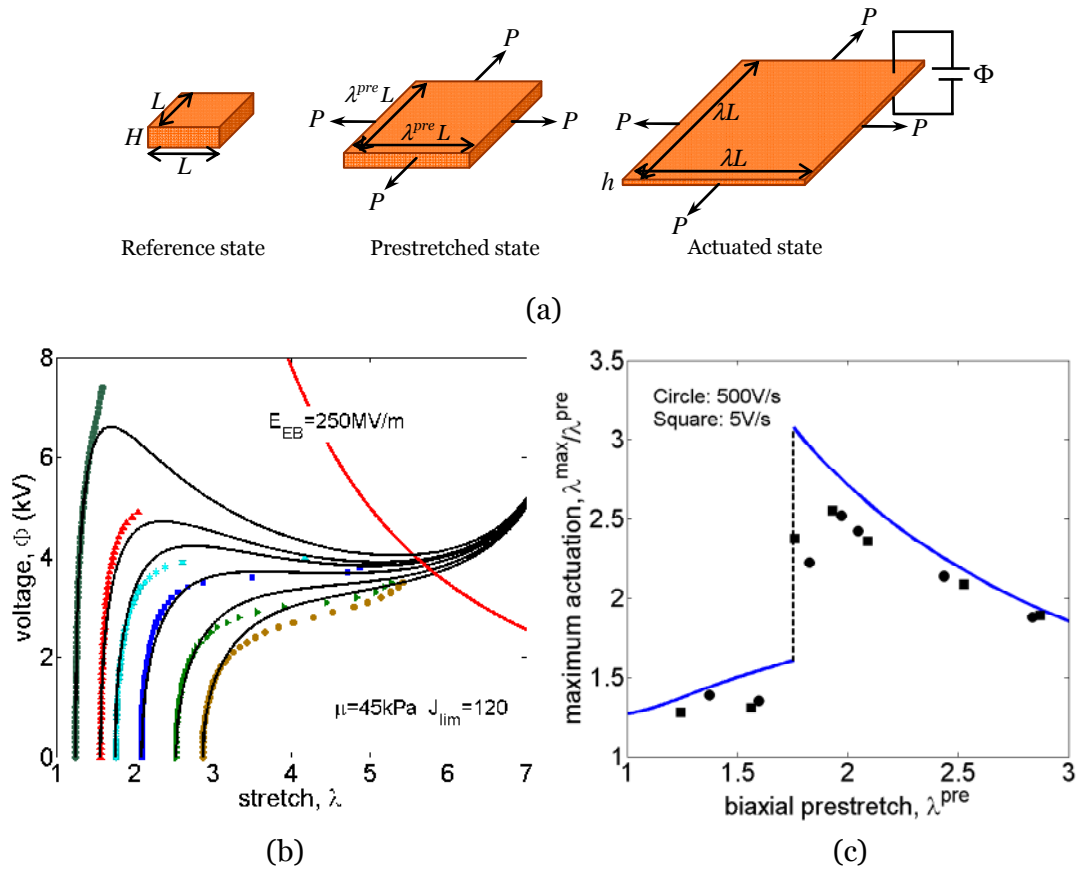 P
P
P
P
L
H
L
λ^pre L
λ^pre L
P
P
P
P
λL
λL
h
Φ
Reference state
Prestretched state
Actuated state
(a)
8
6
4
2
0
voltage, Φ (kV)
E_EB=250MV/m
μ=45kPa J_lim=120
1
2
3
4
5
6
7
stretch, λ
(b)
3.5
3
2.5
2
1.5
1
maximum actuation, λ^max/λ^pre
Circle: 500V/s
Square: 5V/s
1
1.5
2
2.5
3
biaxial prestretch, λ^pre
(c)